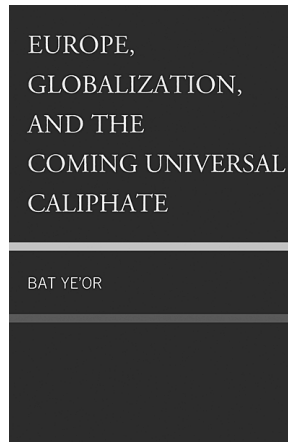 EUROPE,
GLOBALIZATION,
AND THE
COMING UNIVERSAL
CALIPHATE
BAT YE'OR